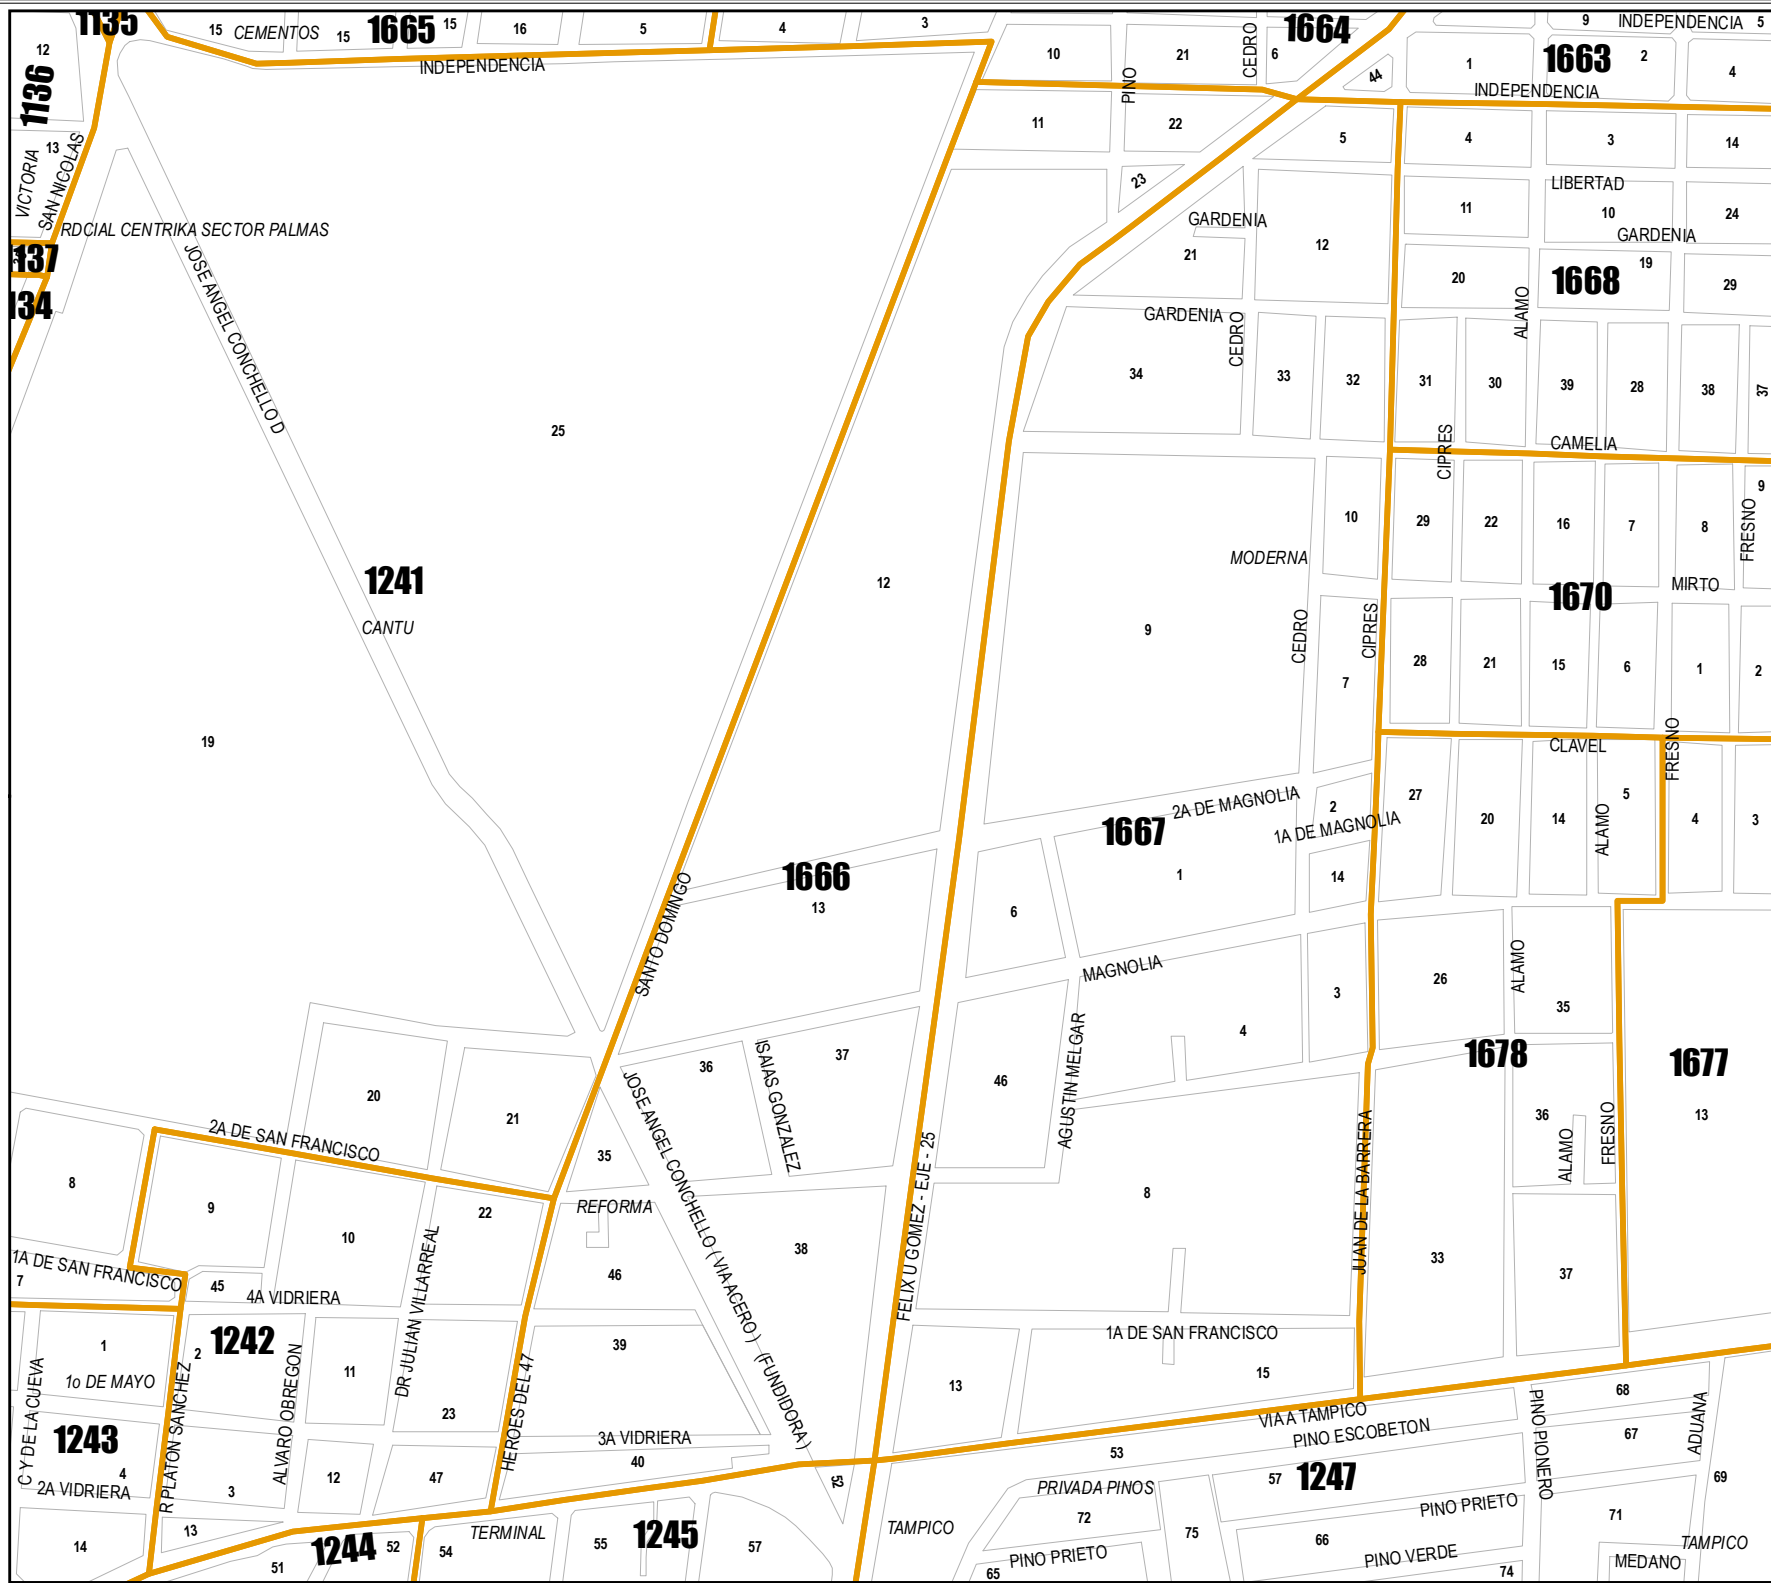 1135
15
CEMENTOS
15
1665
15
16
5
4
3
1664
9
INDEPENDENCIA
5
12
1136
INDEPENDENCIA
10
PINO
21
CEDRO
6
44
1
1663
2
4
INDEPENDENCIA
13
VICTORIA
SAN NICOLAS
11
22
5
4
3
14
23
LIBERTAD
RDCIAL CENTRIKA SECTOR PALMAS
GARDENIA
12
11
10
24
GARDENIA
1137
134
JOSE ANGEL CONCHELLO D
21
20
1668
19
29
GARDENIA
CEDRO
ALAMO
25
34
33
32
31
30
39
28
38
37
CIPRES
CAMELIA
1241
CANTU
12
10
29
22
16
7
8
9
FRESNO
MODERNA
1670
MIRTO
9
CEDRO
CIPRES
7
28
21
15
6
1
2
19
CLAVEL
FRESNO
2A DE MAGNOLIA
2
27
20
14
ALAMO
5
4
3
1667
1A DE MAGNOLIA
1666
13
SANTO DOMINGO
6
1
14
MAGNOLIA
3
26
ALAMO
35
4
20
21
36
ISAIAS GONZALEZ
37
46
AGUSTIN MELGAR
1678
1677
2A DE SAN FRANCISCO
35
JOSE ANGEL CONCHELLO ( VIA ACERO ) (FUNDIDORA )
36
ALAMO
FRESNO
13
8
9
10
22
REFORMA
38
FELIX U GOMEZ - EJE - 25
8
JUAN DE LA BARRERA
1A DE SAN FRANCISCO
7
45
4A VIDRIERA
DR JULIAN VILLARREAL
46
33
37
1
1242
2
39
1A DE SAN FRANCISCO
1o DE MAYO
R PLATON SANCHEZ
ALVARO OBREGON
11
23
HEROES DEL 47
13
15
68
C Y DE LA CUEVA
1243
4
2A VIDRIERA
3
12
47
3A VIDRIERA
40
52
VIA A TAMPICO
PINO ESCOBETON
53
57
1247
PINO PIONERO
67
ADUANA
69
PRIVADA PINOS
PINO PRIETO
14
13
51
1244
52
54
TERMINAL
55
1245
57
TAMPICO
72
75
66
71
TAMPICO
65
PINO PRIETO
PINO VERDE
74
MEDANO